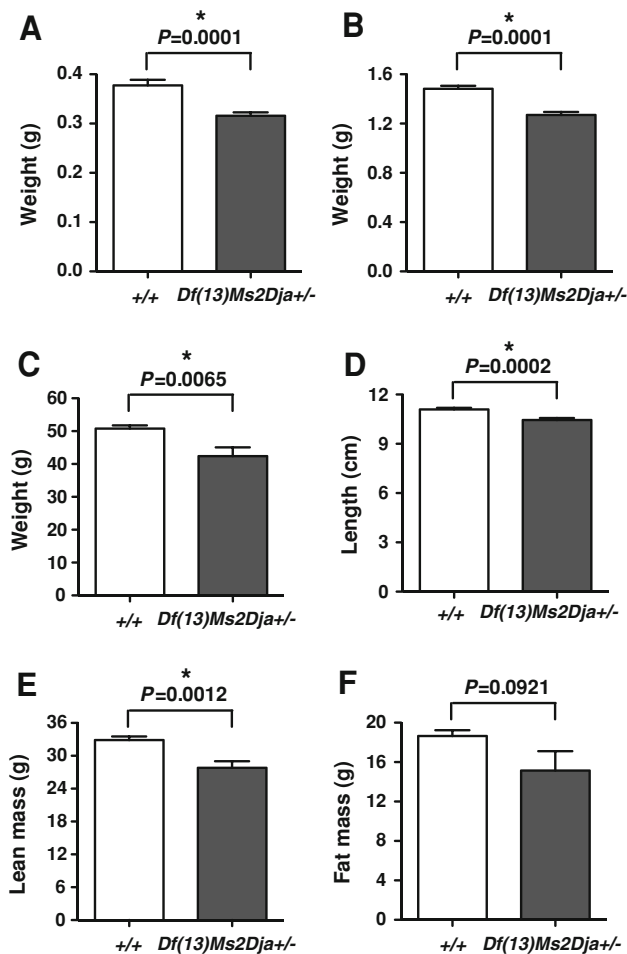 A
*
P=0.0001
Weight (g)
0.4
0.3
0.2
0.1
0.0
+/+ Df(13)Ms2Dja+/-
B
*
P=0.0001
Weight (g)
1.6
1.2
0.8
0.4
0.0
+/+ Df(13)Ms2Dja+/-
C
*
P=0.0065
Weight (g)
60
50
40
30
20
10
0
+/+ Df(13)Ms2Dja+/-
D
*
P=0.0002
Length (cm)
12
9
6
3
0
+/+ Df(13)Ms2Dja+/-
E
*
P=0.0012
Lean mass (g)
36
30
24
18
12
6
0
+/+ Df(13)Ms2Dja+/-
F
P=0.0921
Fat mass (g)
20
16
12
8
4
0
+/+ Df(13)Ms2Dja+/-